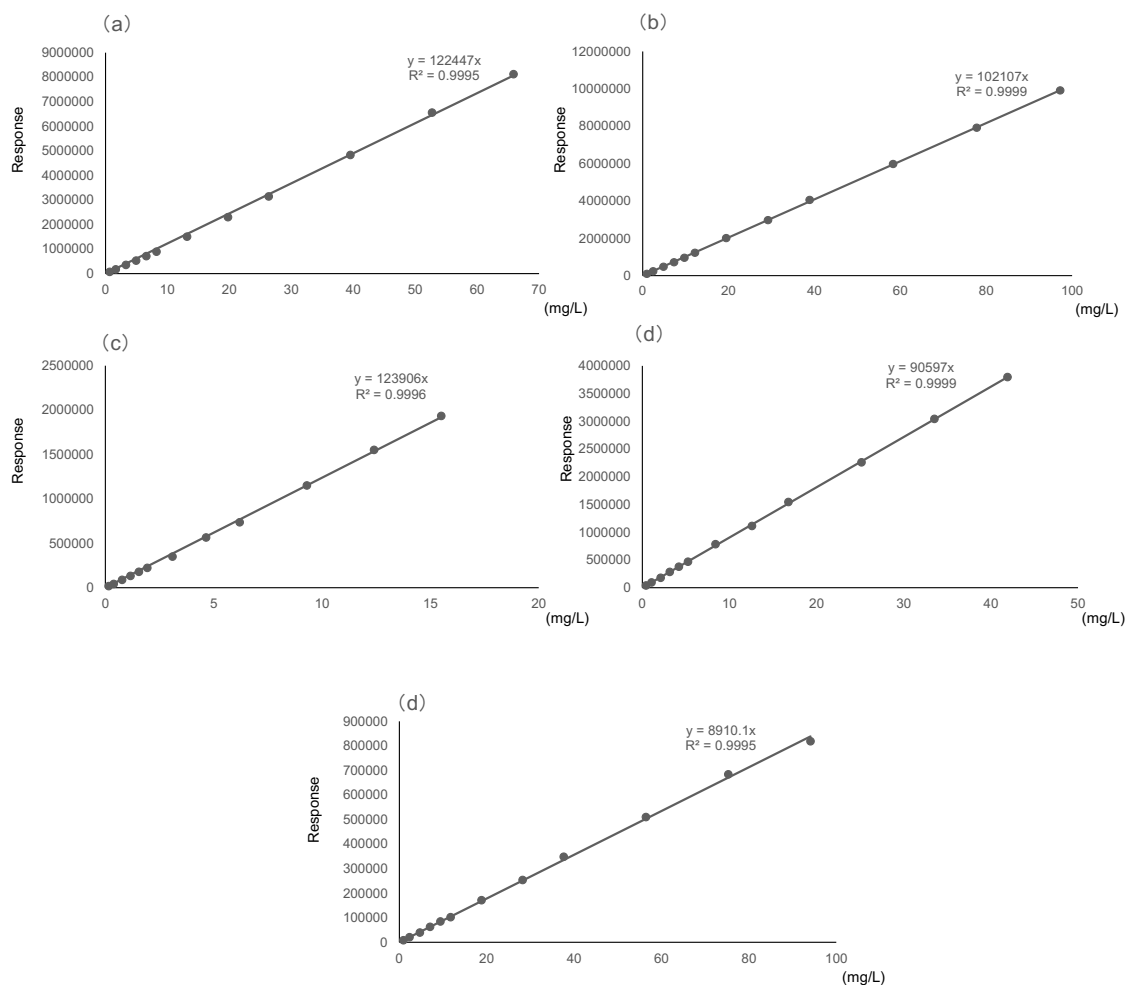 （a）
9000000
8000000
7000000
6000000
5000000
4000000
3000000
2000000
1000000
0
Response
y = 122447x
R² = 0.9995
0 10 20 30 40 50 60 70
(mg/L)
（b）
12000000
10000000
8000000
6000000
4000000
2000000
0
Response
y = 102107x
R² = 0.9999
0 20 40 60 80 100
(mg/L)
（c）
2500000
2000000
1500000
1000000
500000
0
Response
y = 123906x
R² = 0.9996
0 5 10 15 20
(mg/L)
（d）
4000000
3500000
3000000
2500000
2000000
1500000
1000000
500000
0
Response
y = 90597x
R² = 0.9999
0 10 20 30 40 50
(mg/L)
（d）
900000
800000
700000
600000
500000
400000
300000
200000
100000
0
Response
y = 8910.1x
R² = 0.9995
0 20 40 60 80 100
(mg/L)